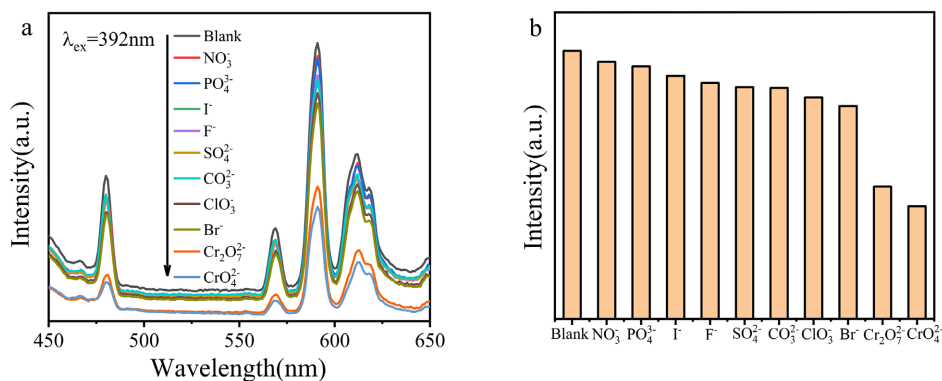 a
λex=392nm
Blank
NO₃⁻
PO₄³⁻
I⁻
F⁻
SO₄²⁻
CO₃²⁻
ClO₃⁻
Br⁻
Cr₂O₇²⁻
CrO₄²⁻
Intensity(a.u.)
450 500 550 600 650
Wavelength(nm)
b
Intensity(a.u.)
Blank NO₃⁻ PO₄³⁻ I⁻ F⁻ SO₄²⁻ CO₃²⁻ ClO₃⁻ Br⁻ Cr₂O₇²⁻ CrO₄²⁻